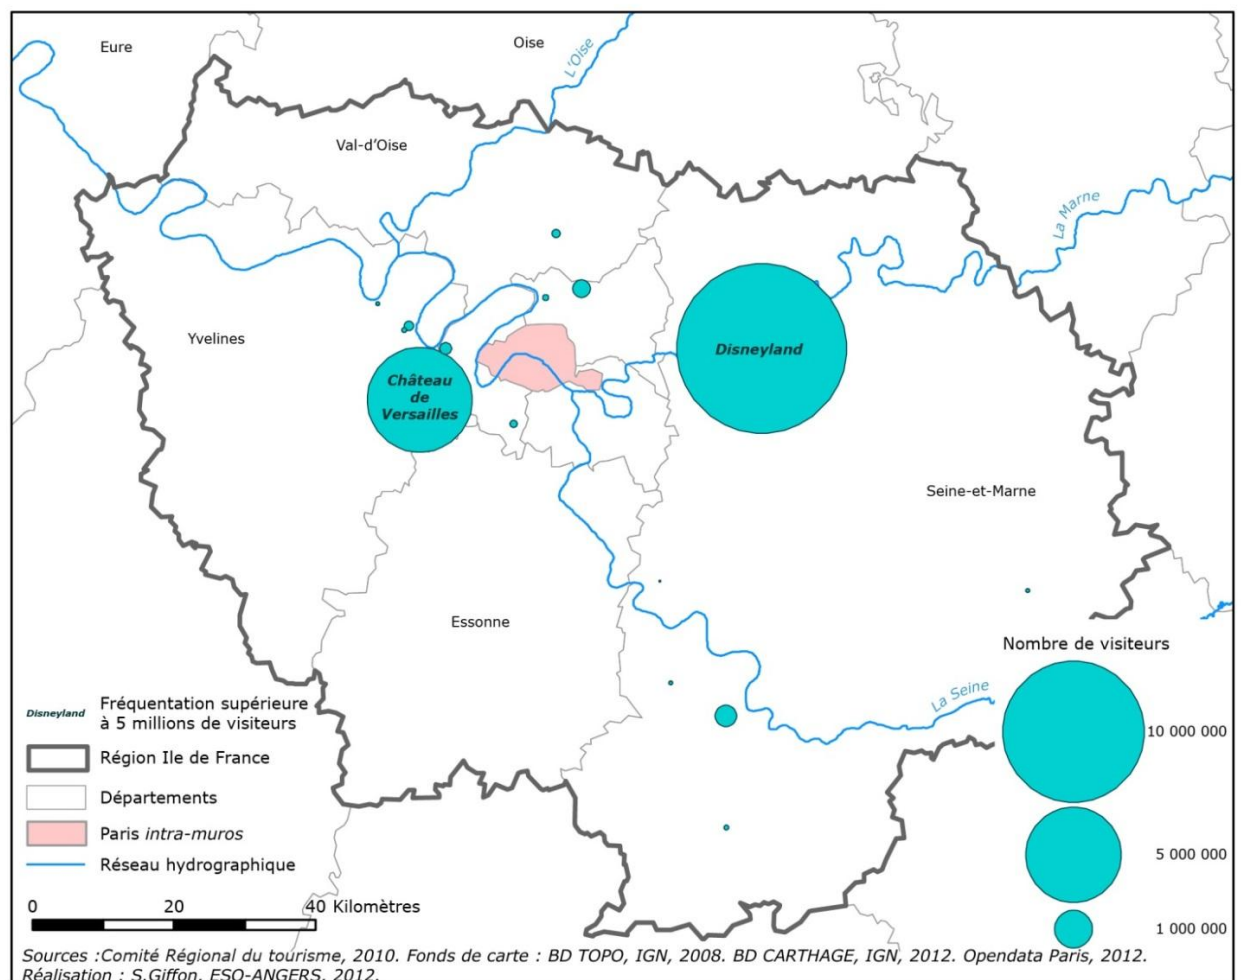 Eure
Oise
L'Oise
Val-d'Oise
La Marne
Yvelines
Disneyland
Château
de
Versailles
Seine-et-Marne
Essonne
La Seine
Nombre de visiteurs
10 000 000
5 000 000
1 000 000
Disneyland
Fréquentation supérieure
à 5 millions de visiteurs
Région Ile de France
Départements
Paris intra-muros
Réseau hydrographique
0 20 40 Kilomètres
Sources :Comité Régional du tourisme, 2010. Fonds de carte : BD TOPO, IGN, 2008. BD CARTHAGE, IGN, 2012. Opendata Paris, 2012.
Réalisation : S.Giffon, ESO-ANGERS, 2012.